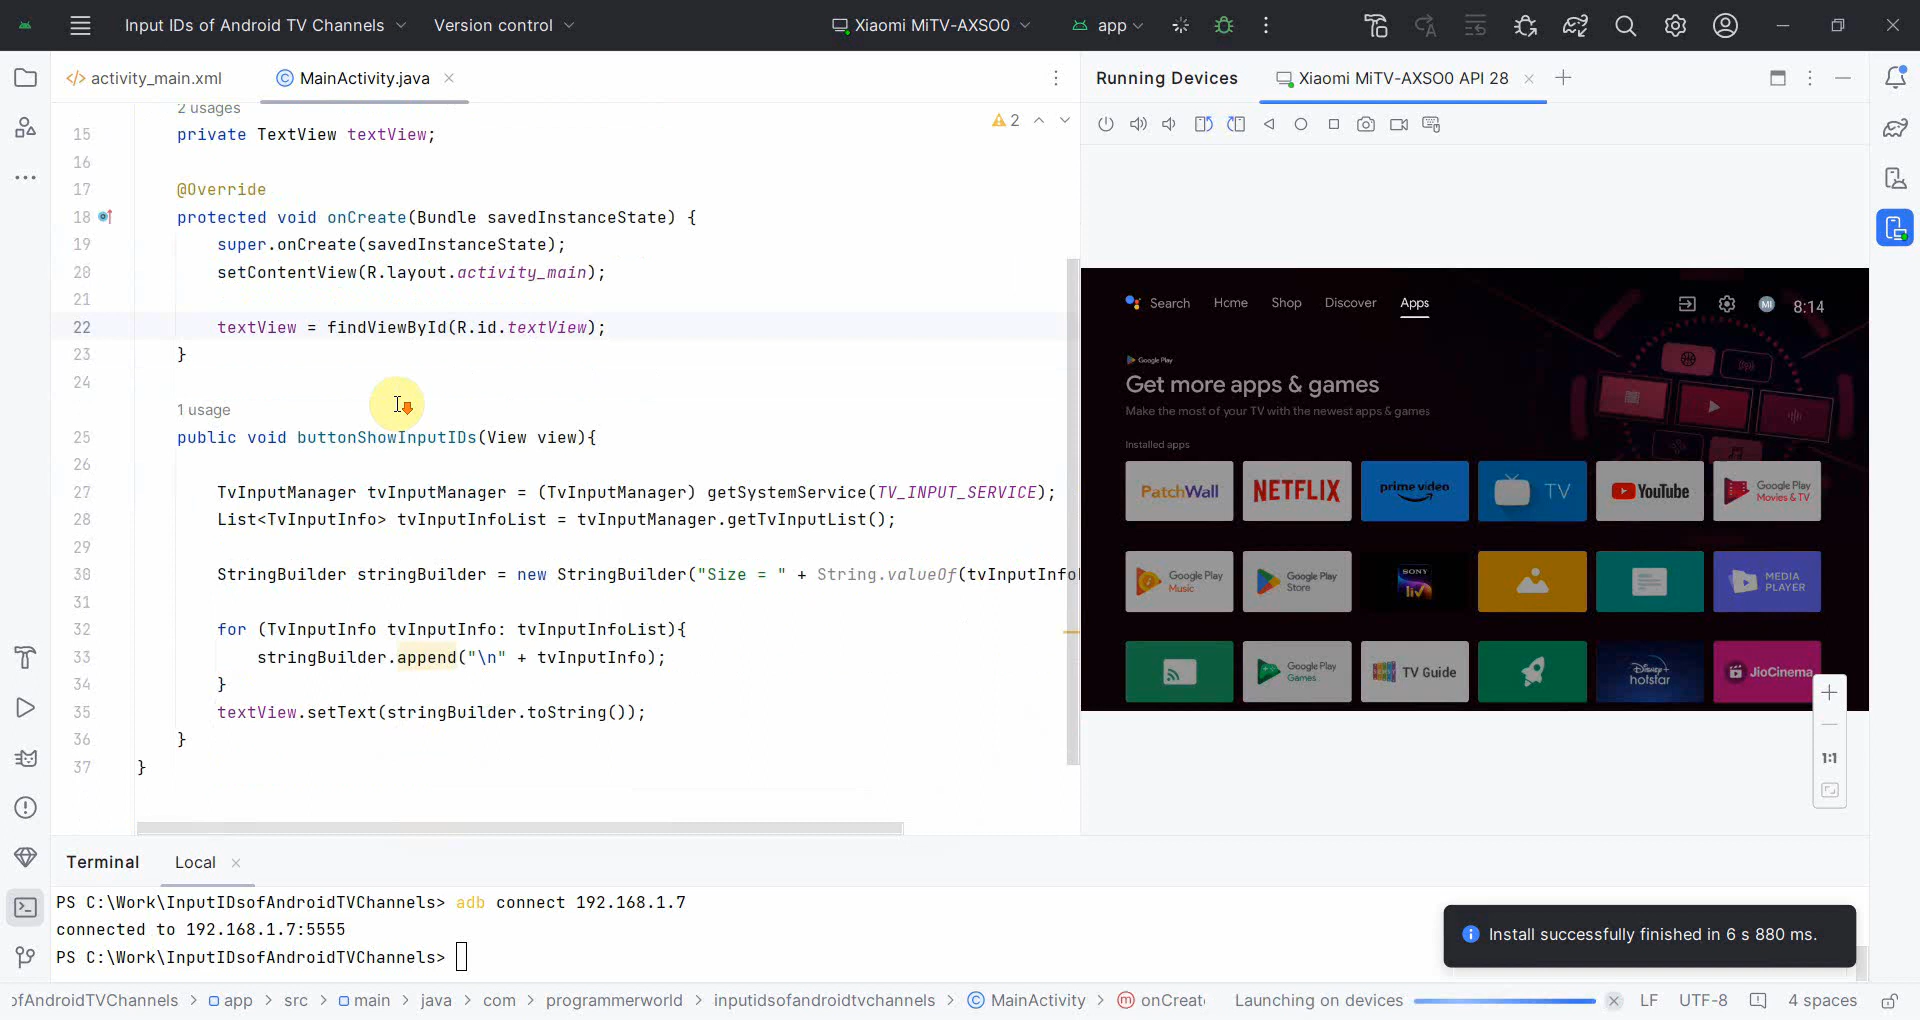 Input IDs of Android TV Channels
Version control
Xiaomi MiTV-AXSO0
app
activity_main.xml
MainActivity.java
2 usages
2
15 private TextView textView;
16
17 @Override
18 protected void onCreate(Bundle savedInstanceState) {
19 super.onCreate(savedInstanceState);
20 setContentView(R.layout.activity_main);
21
22 textView = findViewById(R.id.textView);
23 }
24
1 usage
25 public void buttonShowInputIDs(View view){
26
27 TvInputManager tvInputManager = (TvInputManager) getSystemService(TV_INPUT_SERVICE);
28 List<TvInputInfo> tvInputInfoList = tvInputManager.getTvInputList();
29
30 StringBuilder stringBuilder = new StringBuilder("Size = " + String.valueOf(tvInputInfo
31
32 for (TvInputInfo tvInputInfo: tvInputInfoList){
33 stringBuilder.append("\n" + tvInputInfo);
34 }
35 textView.setText(stringBuilder.toString());
36 }
37 }
Running Devices
Xiaomi MiTV-AXSO0 API 28
Search Home Shop Discover Apps
MI
8:14
Google Play
Get more apps & games
Make the most of your TV with the newest apps & games
Installed apps
PatchWall
NETFLIX
prime video
TV
YouTube
Google Play
Movies & TV
Google Play
Music
Google Play
Store
SONY
liv
MEDIA
PLAYER
Google Play
Games
TV Guide
Disney+
hotstar
JioCinema
1:1
Terminal
Local
PS C:\Work\InputIDsofAndroidTVChannels> adb connect 192.168.1.7
connected to 192.168.1.7:5555
PS C:\Work\InputIDsofAndroidTVChannels>
Install successfully finished in 6 s 880 ms.
ofAndroidTVChannels > app > src > main > java > com > programmerworld > inputidsofandroidtvchannels > MainActivity > onCreat
Launching on devices
LF
UTF-8
4 spaces